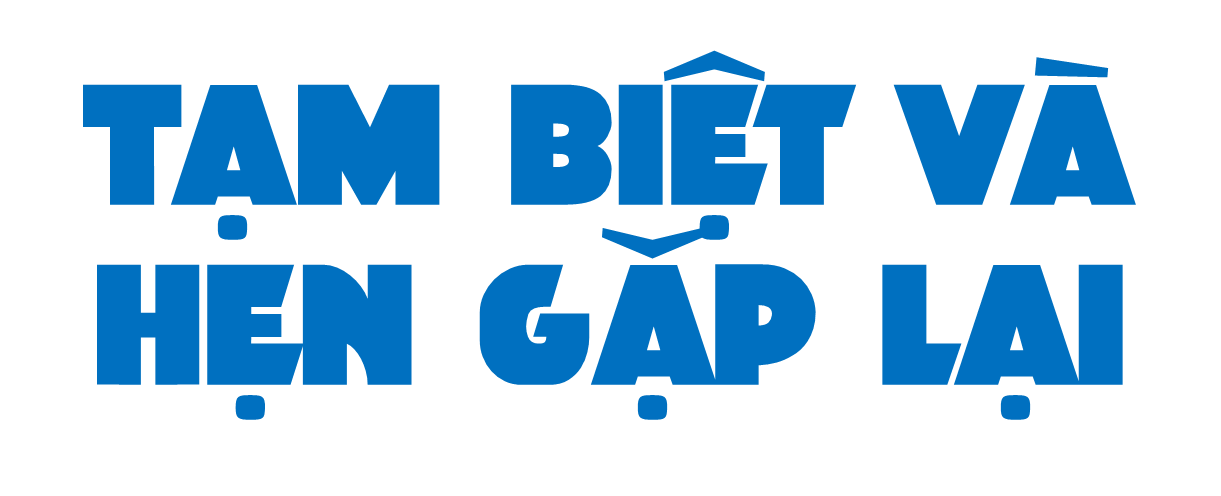 TẠM BIỆT VÀ
HẸN GẶP LẠI